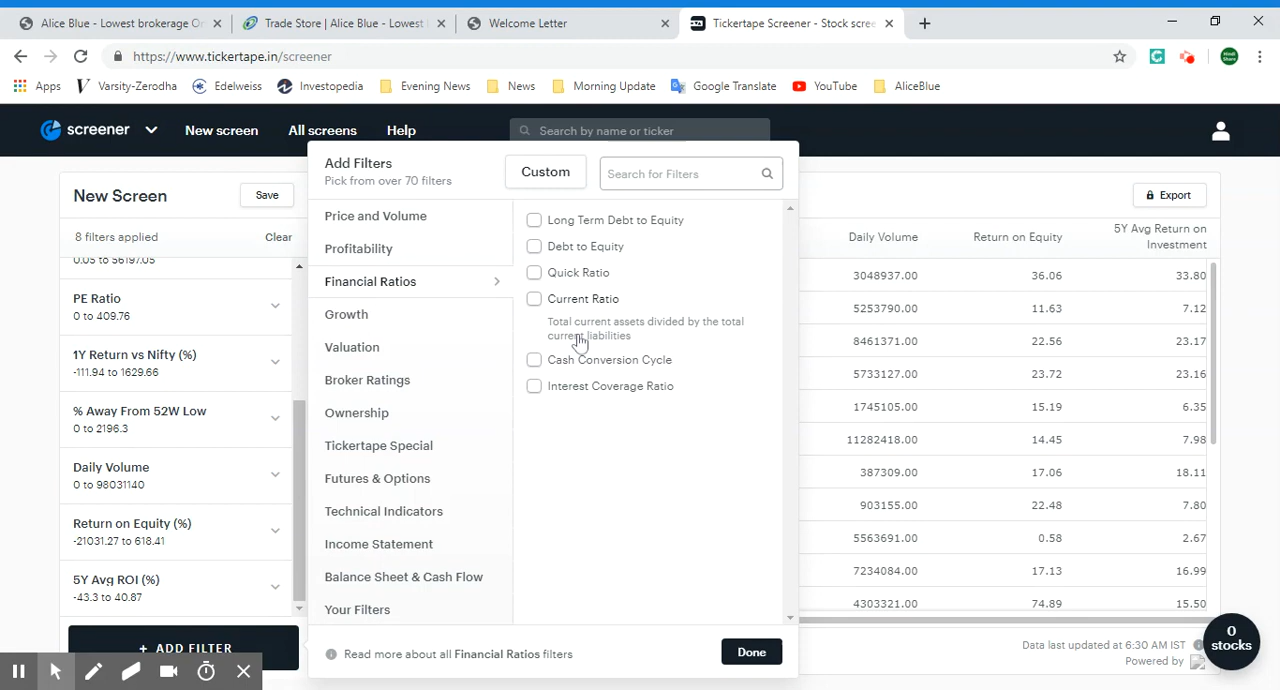 Alice Blue - Lowest brokerage O
Trade Store | Alice Blue - Lowest
Welcome Letter
Tickertape Screener - Stock scree
https://www.tickertape.in/screener
Apps
Varsity-Zerodha
Edelweiss
Investopedia
Evening News
News
Morning Update
Google Translate
YouTube
AliceBlue
screener
New screen
All screens
Help
Search by name or ticker
New Screen
Save
8 filters applied
Clear
0.05 to 56197.05
PE Ratio
0 to 409.76
1Y Return vs Nifty (%)
-111.94 to 1629.66
% Away From 52W Low
0 to 2196.3
Daily Volume
0 to 98031140
Return on Equity (%)
-21031.27 to 618.41
5Y Avg ROI (%)
-43.3 to 40.87
+ ADD FILTER
Add Filters
Pick from over 70 filters
Custom
Search for Filters
Price and Volume
Profitability
Financial Ratios
Growth
Valuation
Broker Ratings
Ownership
Tickertape Special
Futures & Options
Technical Indicators
Income Statement
Balance Sheet & Cash Flow
Your Filters
Long Term Debt to Equity
Debt to Equity
Quick Ratio
Current Ratio
Total current assets divided by the total
current liabilities
Cash Conversion Cycle
Interest Coverage Ratio
Read more about all Financial Ratios filters
Done
Export
Daily Volume Return on Equity 5Y Avg Return on
Investment
3048937.00 36.06 33.80
5253790.00 11.63 7.12
8461371.00 22.56 23.17
5733127.00 23.72 23.16
1745105.00 15.19 6.35
11282418.00 14.45 7.98
387309.00 17.06 18.11
903155.00 22.48 7.80
5563691.00 0.58 2.67
7234084.00 17.13 16.99
4303321.00 74.89 15.50
Data last updated at 6:30 AM IST
Powered by
0
stocks